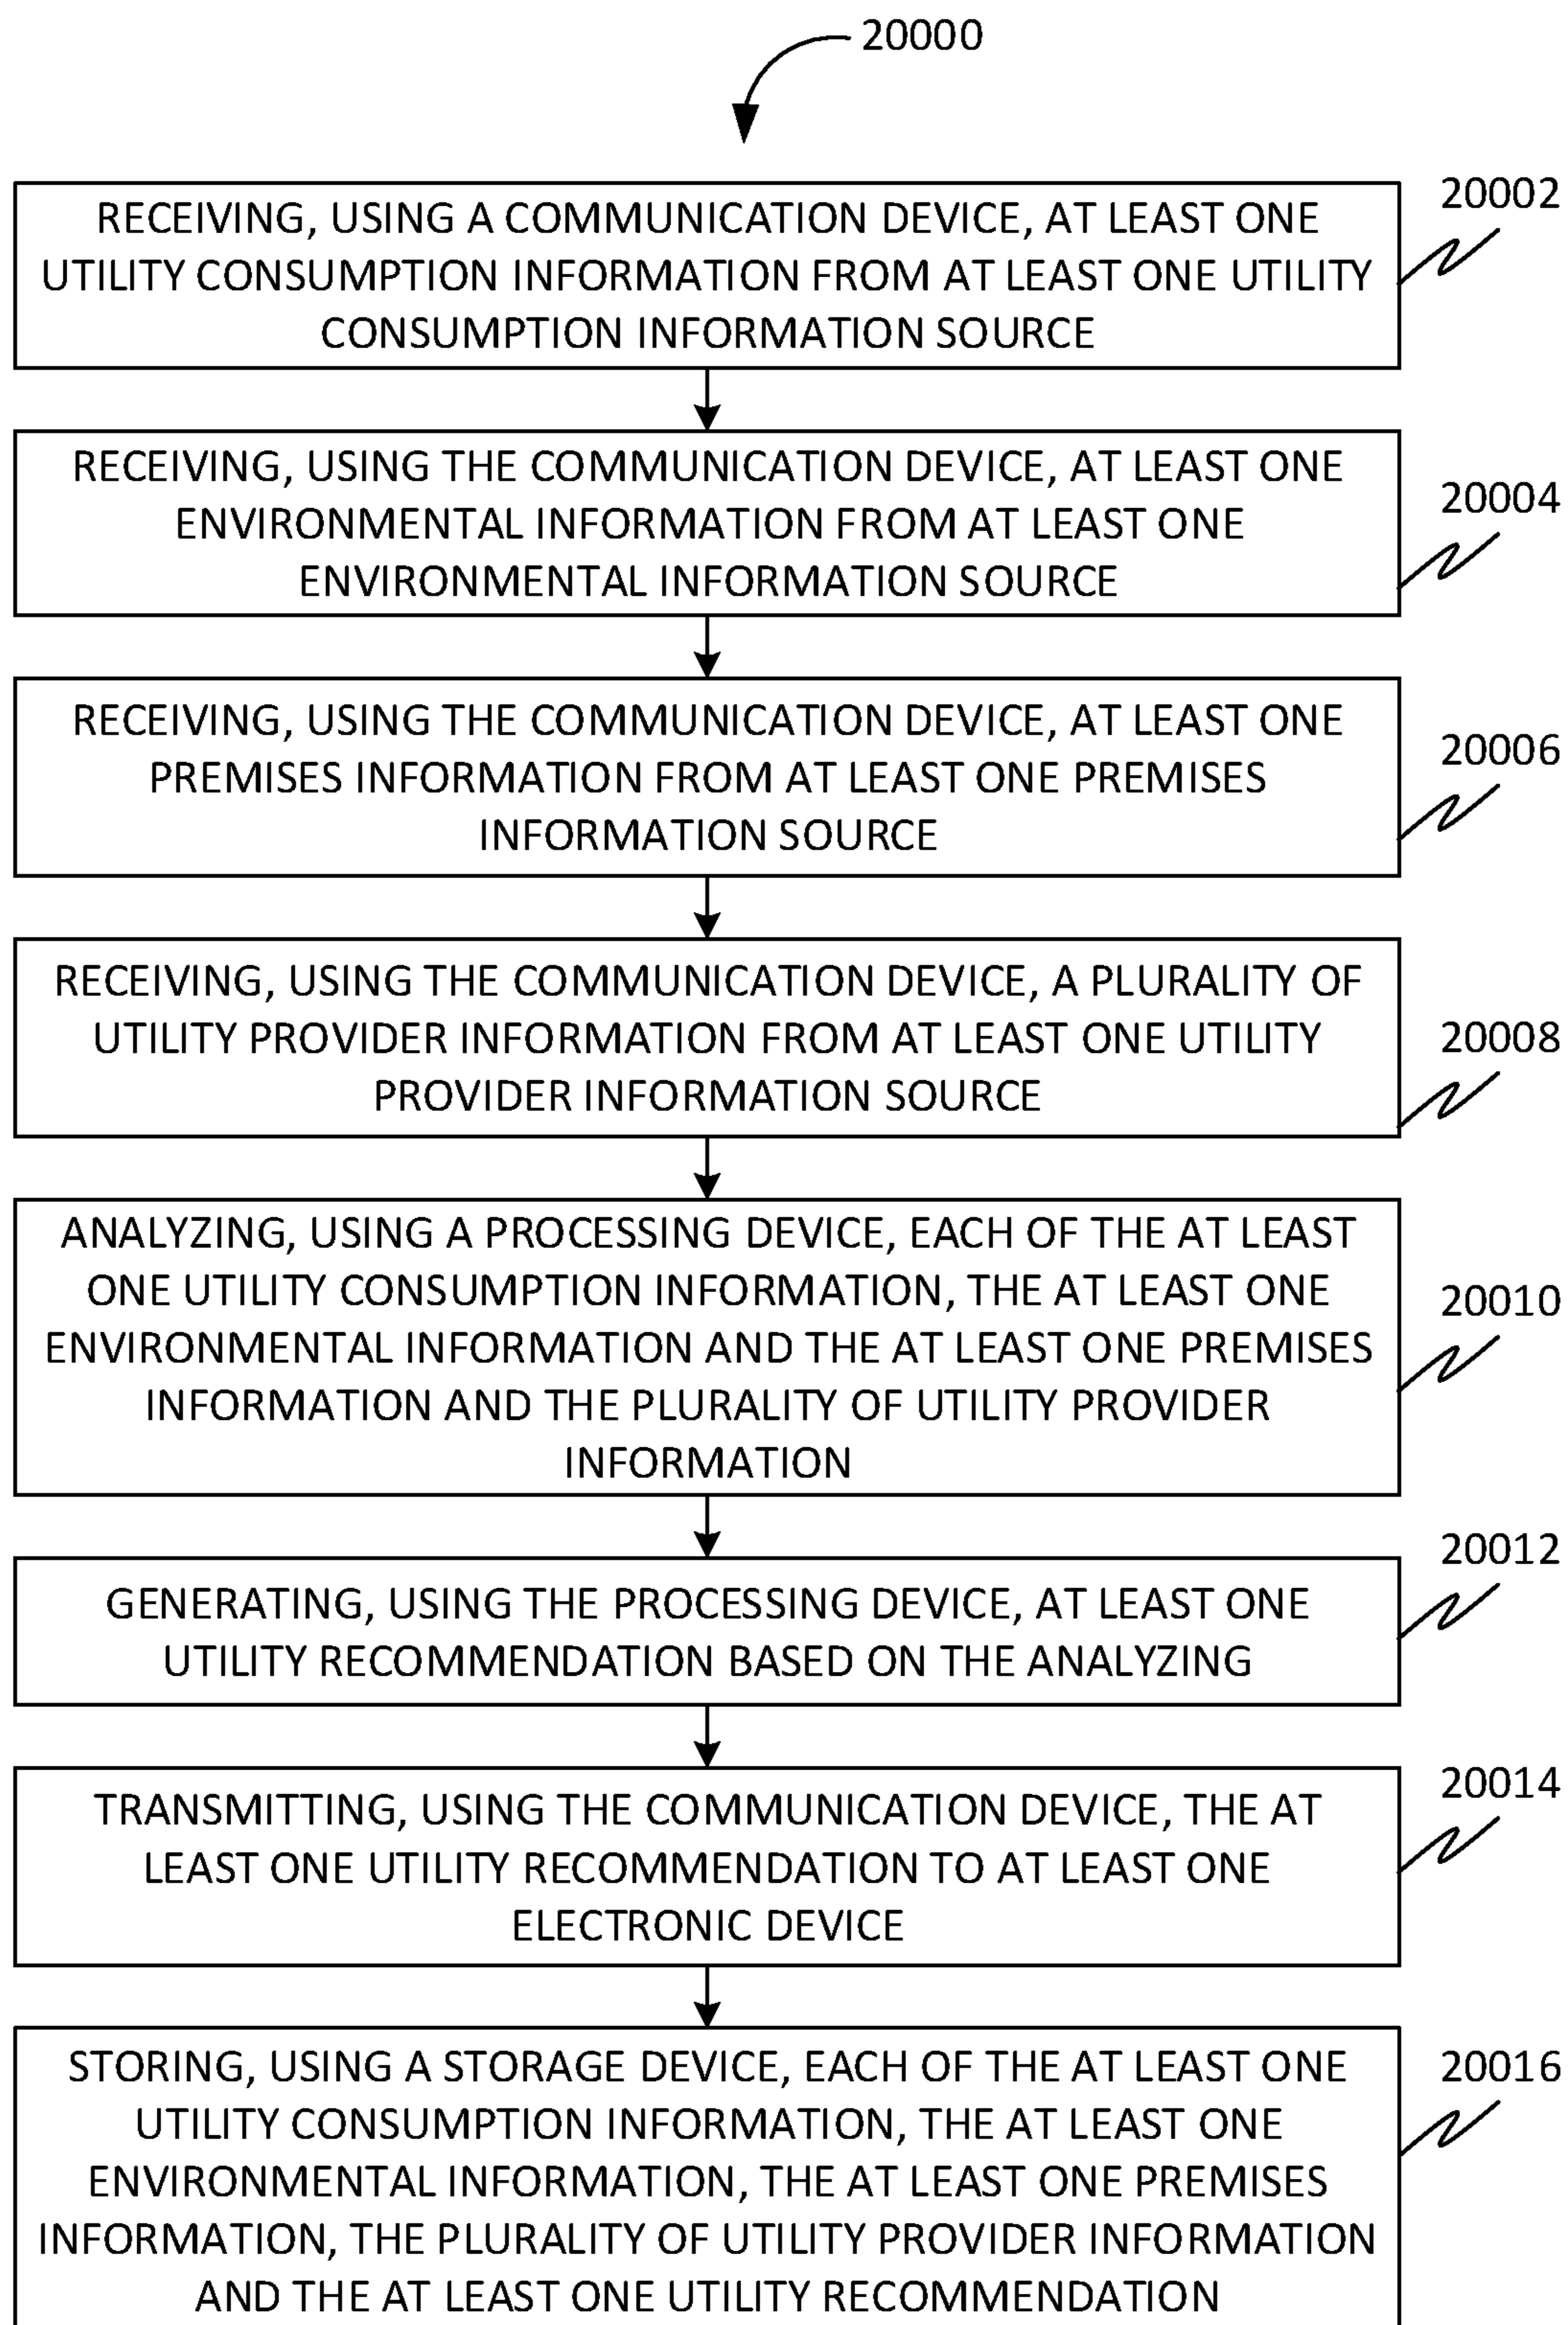 20000
20002
RECEIVING, USING A COMMUNICATION DEVICE, AT LEAST ONE
UTILITY CONSUMPTION INFORMATION FROM AT LEAST ONE UTILITY
CONSUMPTION INFORMATION SOURCE
20004
RECEIVING, USING THE COMMUNICATION DEVICE, AT LEAST ONE
ENVIRONMENTAL INFORMATION FROM AT LEAST ONE
ENVIRONMENTAL INFORMATION SOURCE
20006
RECEIVING, USING THE COMMUNICATION DEVICE, AT LEAST ONE
PREMISES INFORMATION FROM AT LEAST ONE PREMISES
INFORMATION SOURCE
20008
RECEIVING, USING THE COMMUNICATION DEVICE, A PLURALITY OF
UTILITY PROVIDER INFORMATION FROM AT LEAST ONE UTILITY
PROVIDER INFORMATION SOURCE
20010
ANALYZING, USING A PROCESSING DEVICE, EACH OF THE AT LEAST
ONE UTILITY CONSUMPTION INFORMATION, THE AT LEAST ONE
ENVIRONMENTAL INFORMATION AND THE AT LEAST ONE PREMISES
INFORMATION AND THE PLURALITY OF UTILITY PROVIDER
INFORMATION
20012
GENERATING, USING THE PROCESSING DEVICE, AT LEAST ONE
UTILITY RECOMMENDATION BASED ON THE ANALYZING
20014
TRANSMITTING, USING THE COMMUNICATION DEVICE, THE AT
LEAST ONE UTILITY RECOMMENDATION TO AT LEAST ONE
ELECTRONIC DEVICE
20016
STORING, USING A STORAGE DEVICE, EACH OF THE AT LEAST ONE
UTILITY CONSUMPTION INFORMATION, THE AT LEAST ONE
ENVIRONMENTAL INFORMATION, THE AT LEAST ONE PREMISES
INFORMATION, THE PLURALITY OF UTILITY PROVIDER INFORMATION
AND THE AT LEAST ONE UTILITY RECOMMENDATION